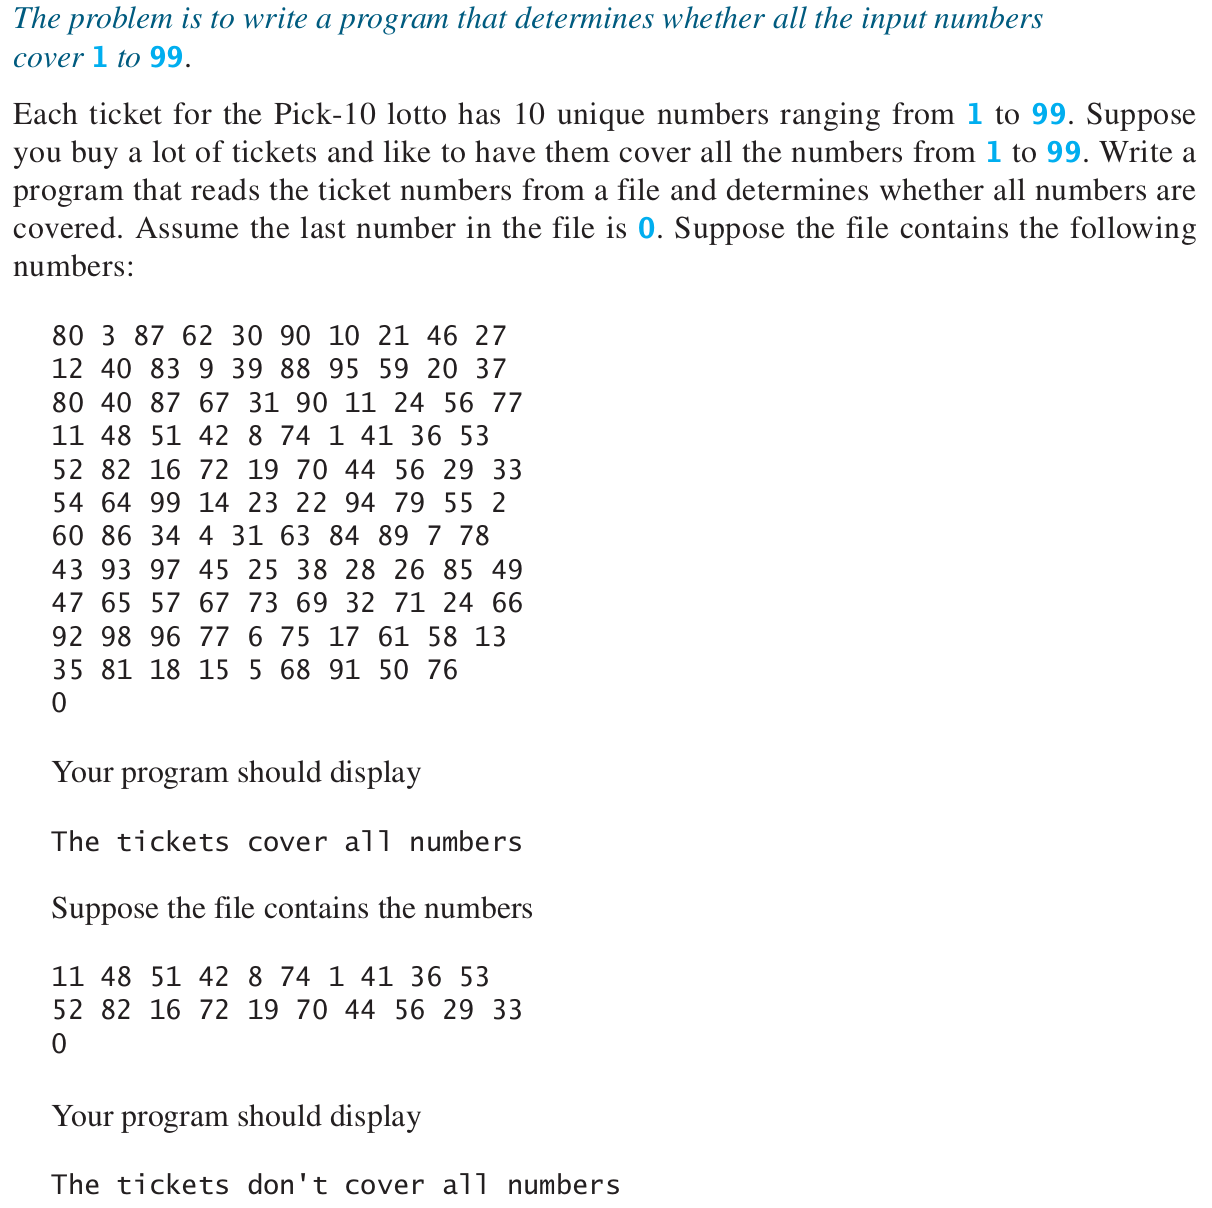 The problem is to write a program that determines whether all the input numbers
cover 1 to 99.
Each ticket for the Pick-10 lotto has 10 unique numbers ranging from 1 to 99. Suppose
you buy a lot of tickets and like to have them cover all the numbers from 1 to 99. Write a
program that reads the ticket numbers from a file and determines whether all numbers are
covered. Assume the last number in the file is 0. Suppose the file contains the following
numbers:
80 3 87 62 30 90 10 21 46 27
12 40 83 9 39 88 95 59 20 37
80 40 87 67 31 90 11 24 56 77
11 48 51 42 8 74 1 41 36 53
52 82 16 72 19 70 44 56 29 33
54 64 99 14 23 22 94 79 55 2
60 86 34 4 31 63 84 89 7 78
43 93 97 45 25 38 28 26 85 49
47 65 57 67 73 69 32 71 24 66
92 98 96 77 6 75 17 61 58 13
35 81 18 15 5 68 91 50 76
0
Your program should display
The tickets cover all numbers
Suppose the file contains the numbers
11 48 51 42 8 74 1 41 36 53
52 82 16 72 19 70 44 56 29 33
0
Your program should display
The tickets don't cover all numbers